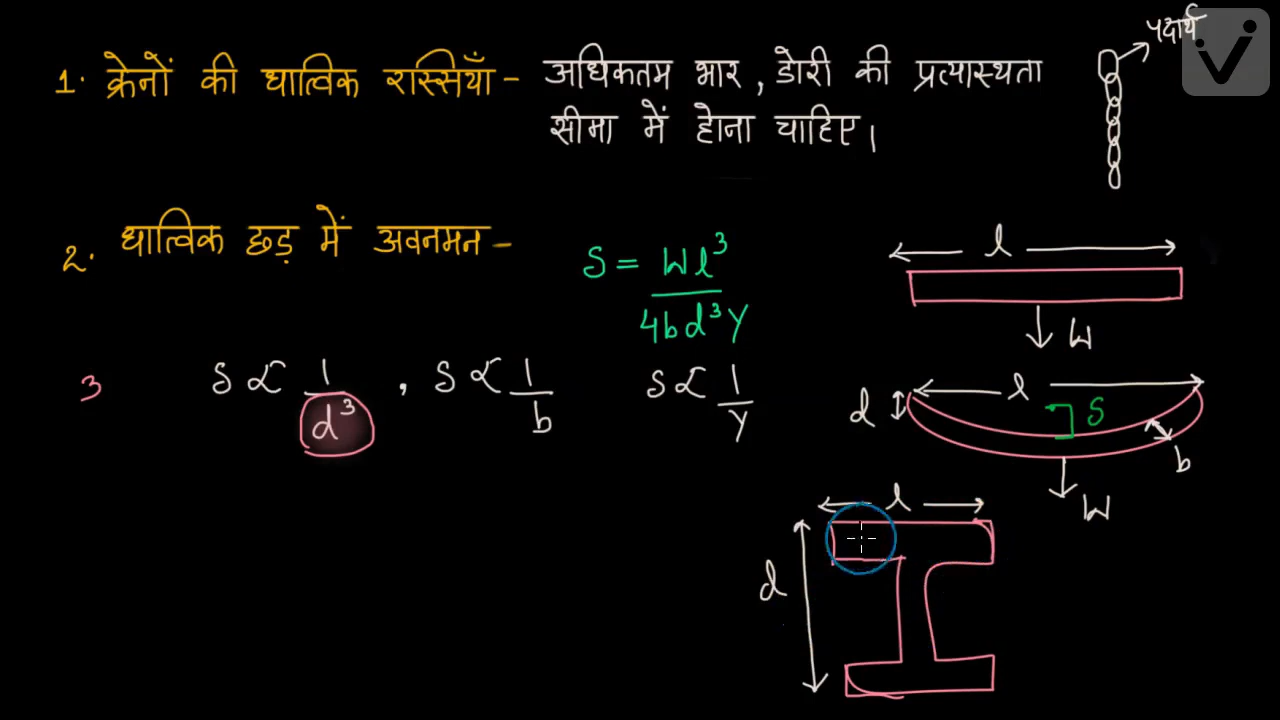 1. क्रेनों की धात्विक रस्सियाँ - अधिकतम भार, डोरी की प्रत्यास्थता
सीमा में होना चाहिए।
पदार्थ
2. धात्विक छड़ में अवनमन -
S = Wl³ / 4bd³Y
l
W
3 S ∝ 1/d³ , S ∝ 1/b S ∝ 1/Y
d l S
b
W
l
d